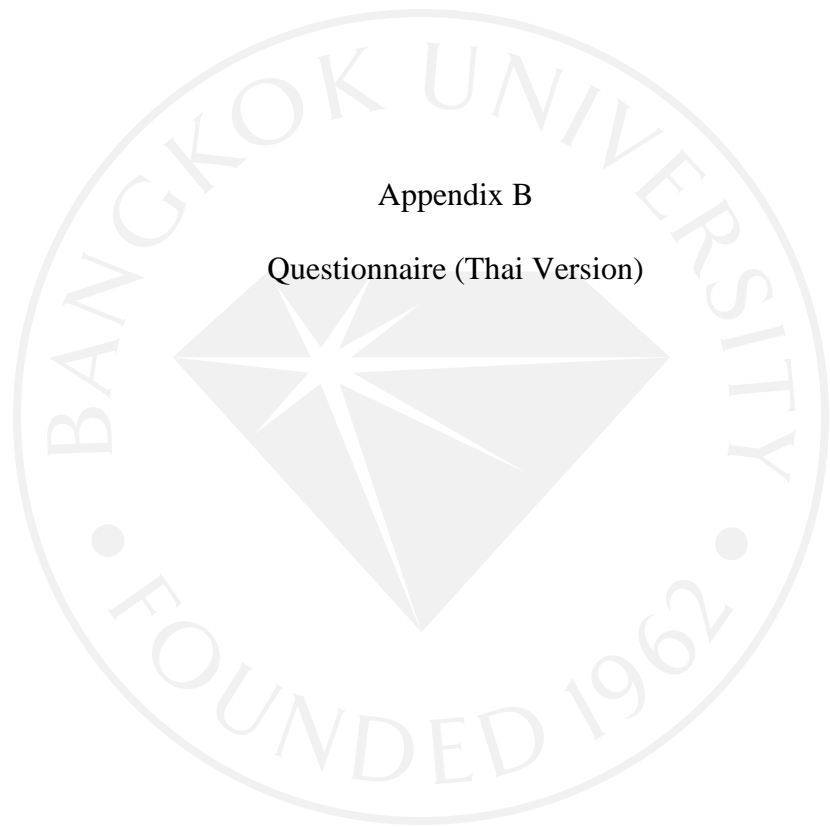 Appendix B
Questionnaire (Thai Version)
BANGKOK UNIVERSITY
• FOUNDED 1962 •